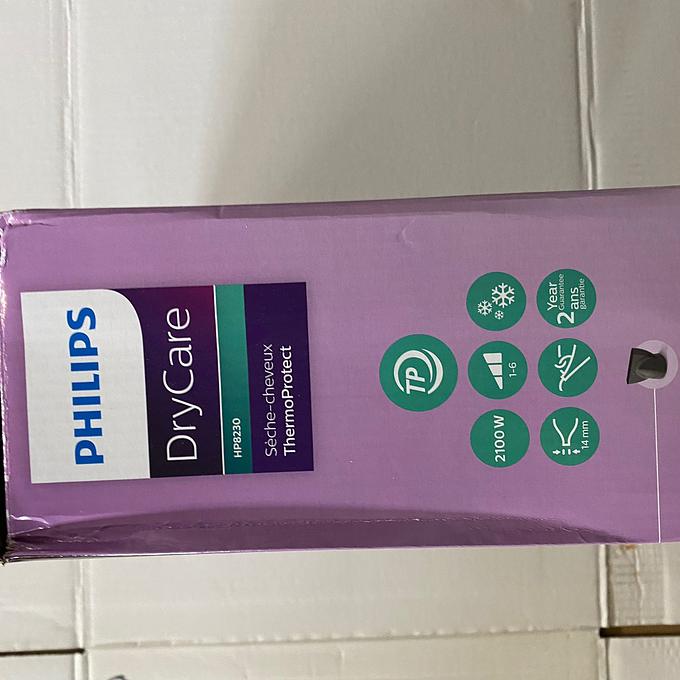 PHILIPS
DryCare
HP8230
Sèche-cheveux
ThermoProtect
TP
2100 W
1-6
14 mm
2 Year
Guarantee
ans
garantie